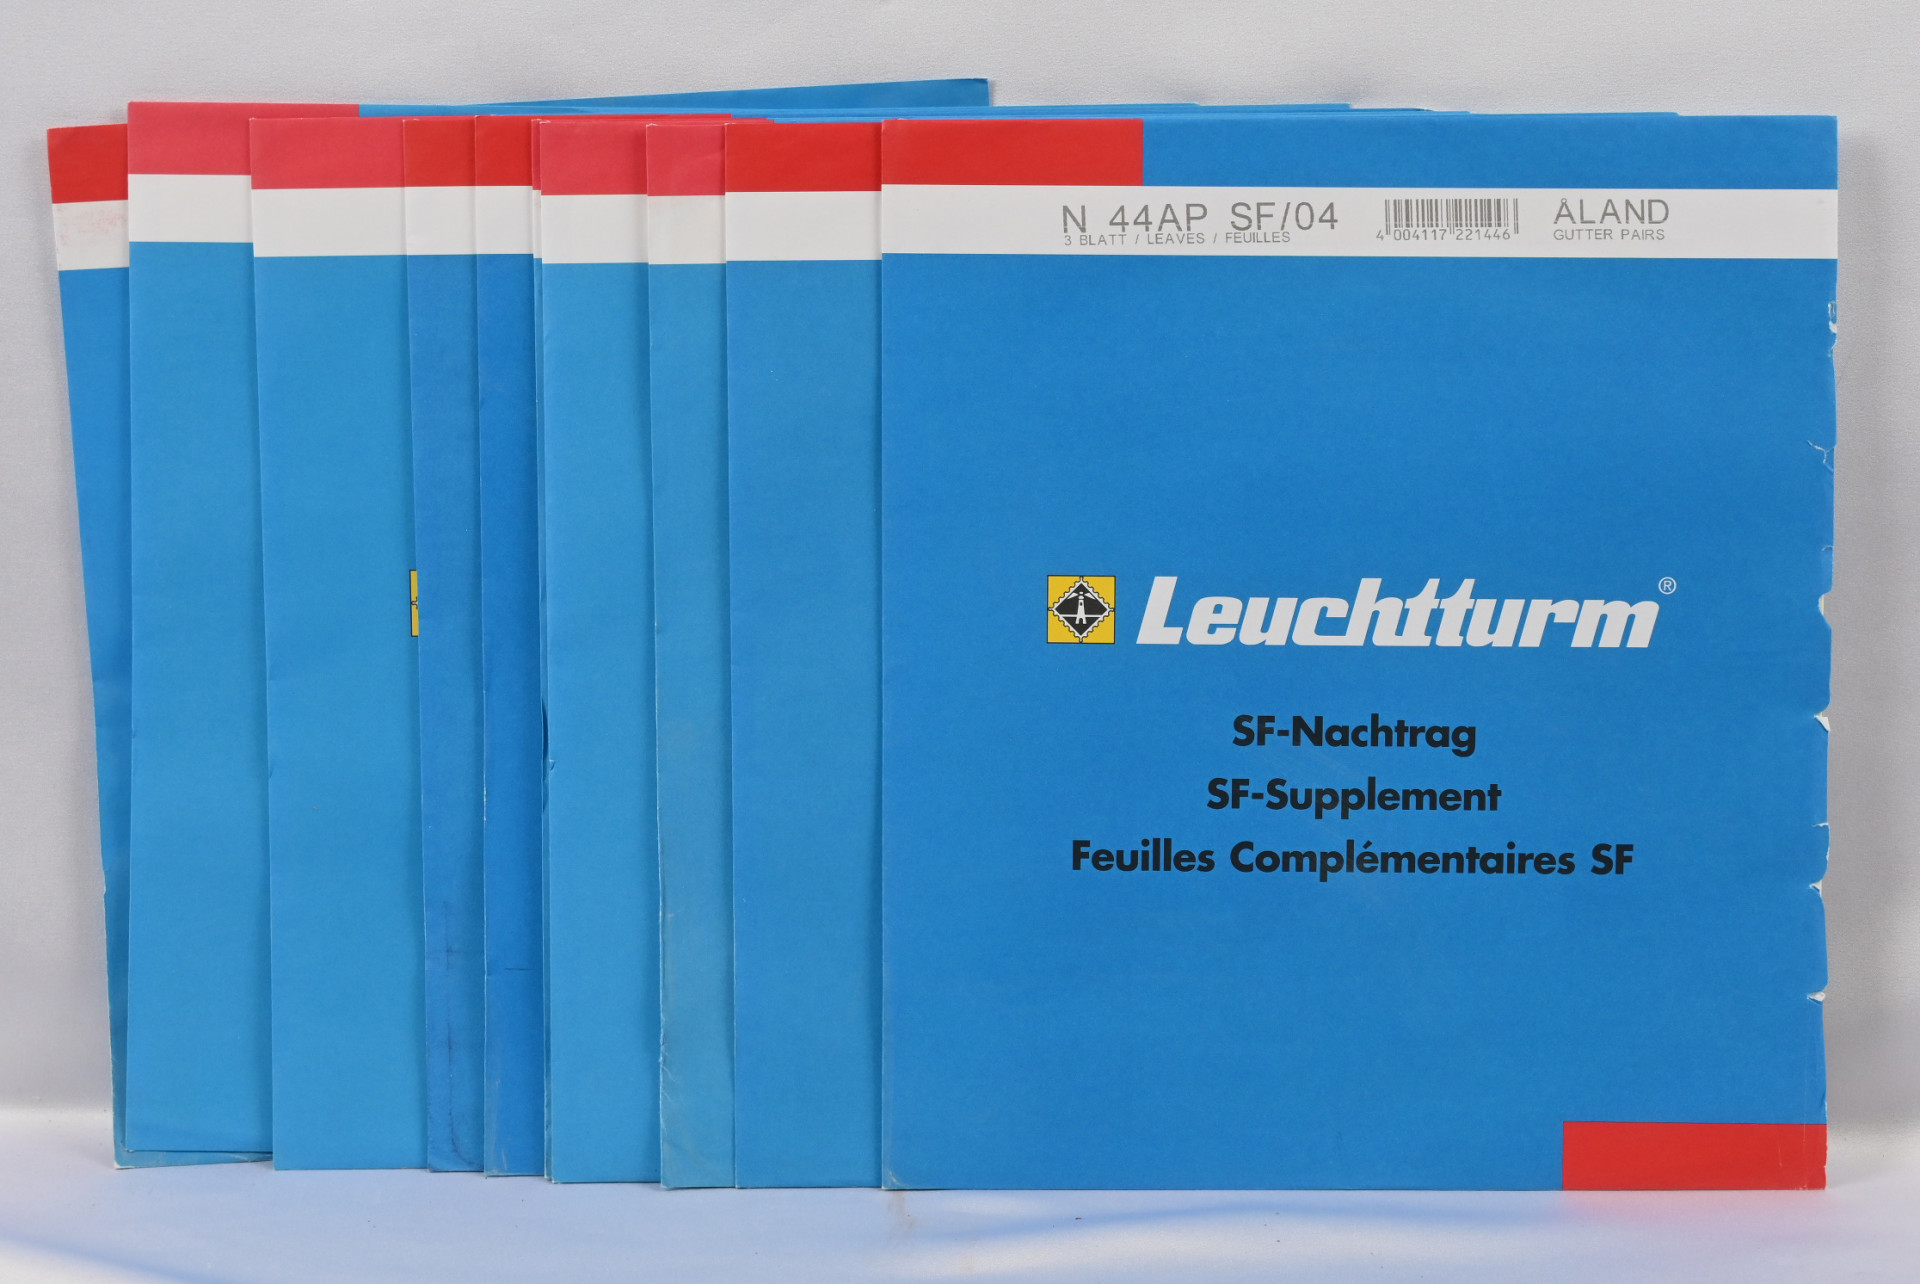 N 44AP SF/04
3 BLATT / LEAVES / FEUILLES
4 004117 221446
ÅLAND
GUTTER PAIRS
Leuchtturm®
SF-Nachtrag
SF-Supplement
Feuilles Complémentaires SF